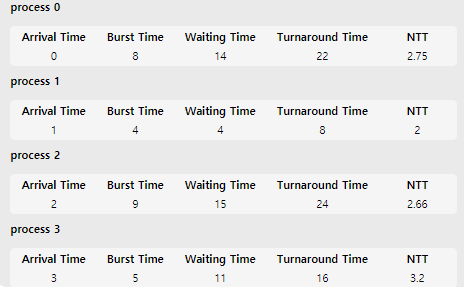 process 0
Arrival Time Burst Time Waiting Time Turnaround Time NTT
0 8 14 22 2.75
process 1
Arrival Time Burst Time Waiting Time Turnaround Time NTT
1 4 4 8 2
process 2
Arrival Time Burst Time Waiting Time Turnaround Time NTT
2 9 15 24 2.66
process 3
Arrival Time Burst Time Waiting Time Turnaround Time NTT
3 5 11 16 3.2